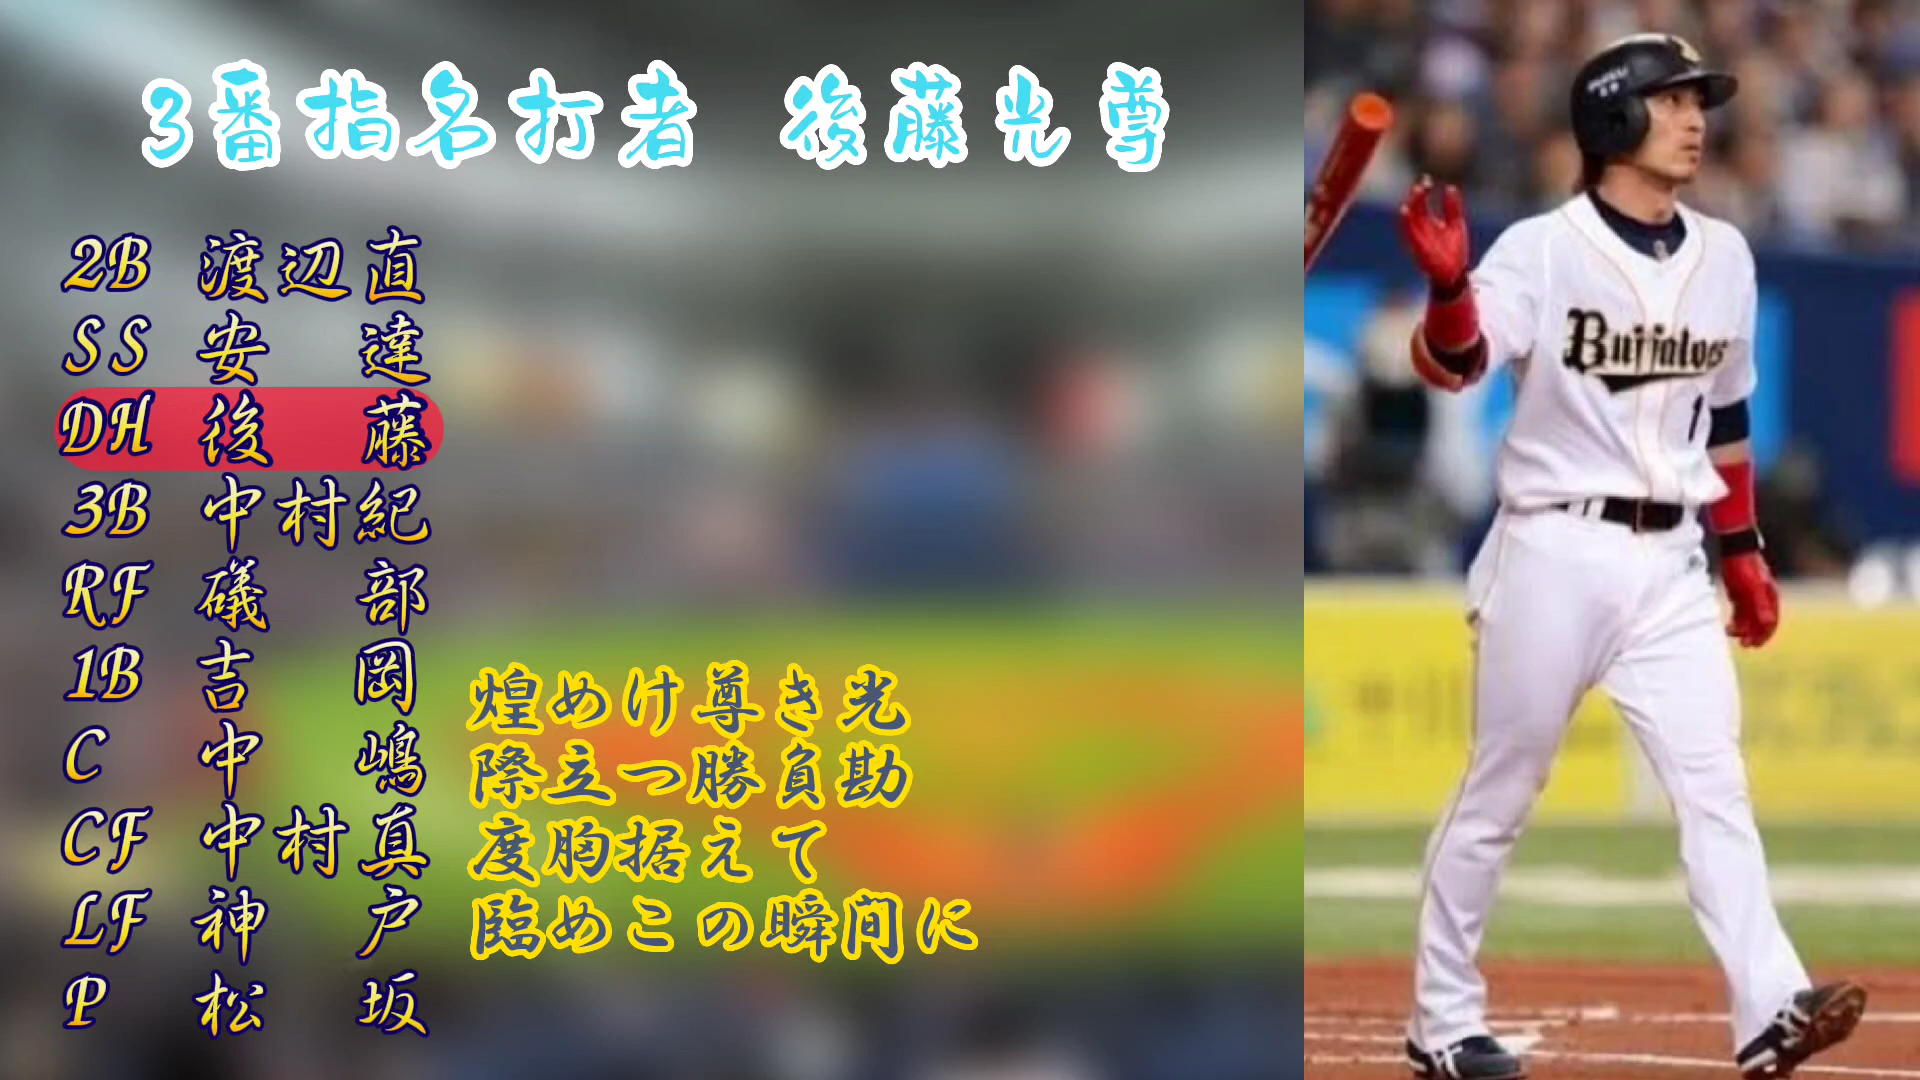 3番指名打者 後藤光尊
2B 渡辺直
SS 安達
DH 後藤
3B 中村紀
RF 礒部
1B 吉岡
C 中嶋
CF 中村真
LF 神戸
P 松坂
煌めけ尊き光
際立つ勝負勘
度胸据えて
臨めこの瞬间に
Buffaloes
1